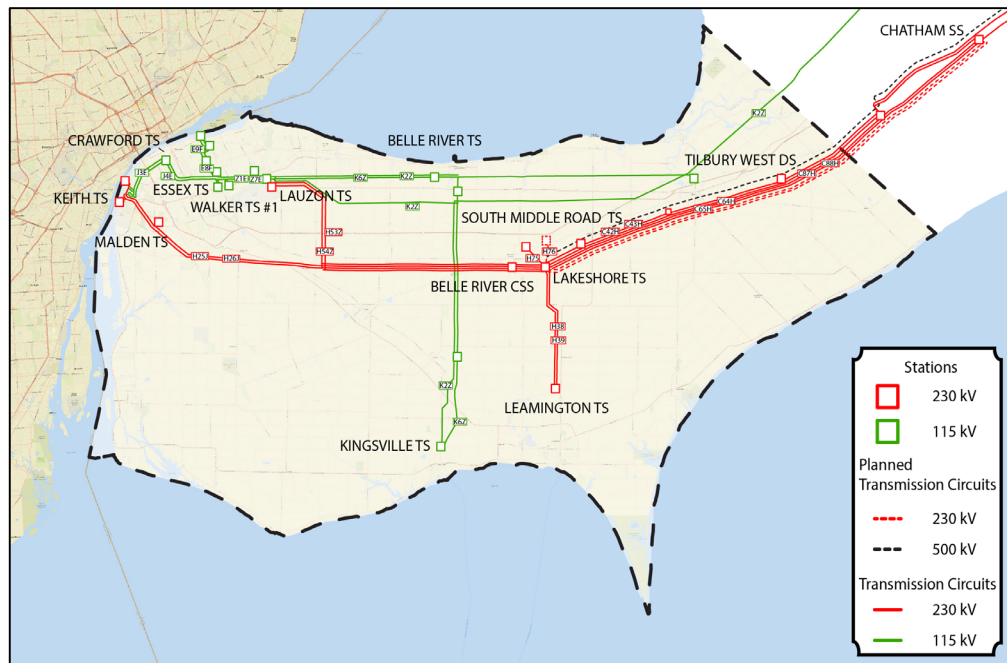 CHATHAM SS
K2Z
CRAWFORD TS
BELLE RIVER TS
E9F
E8F
J3E
J4E
ESSEX TS
Z1E
Z7E
K6Z
K2Z
TILBURY WEST DS
C88H
C87H
KEITH TS
WALKER TS #1
LAUZON TS
K2Z
C64H
C65H
SOUTH MIDDLE ROAD TS
C43H
C42H
H53Z
H54Z
MALDEN TS
H75
H76
H25J
H26J
BELLE RIVER CSS
LAKESHORE TS
H38
H39
K2Z
K6Z
LEAMINGTON TS
KINGSVILLE TS
Stations
230 kV
115 kV
Planned
Transmission Circuits
230 kV
500 kV
Transmission Circuits
230 kV
115 kV